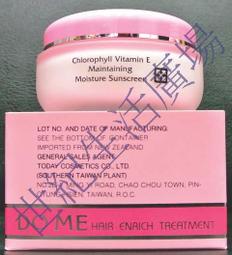 Chlorophyll Vitamin E
Maintaining
Moisture Sunscreen
LOT NO. AND DATE OF MANUFACTURING.
SEE THE BOTTOM OF CONTAINER
IMPORTED FROM NEW ZEALAND
GENERAL SALES AGENT
TODAY COSMETICS CO., LTD.
(SOUTHERN TAIWAN PLANT)
ROAD, CHAO CHOU TOWN, PIN-
HSIEN, TAIWAN, R.O.C.
HAIR ENRICH TREATMENT